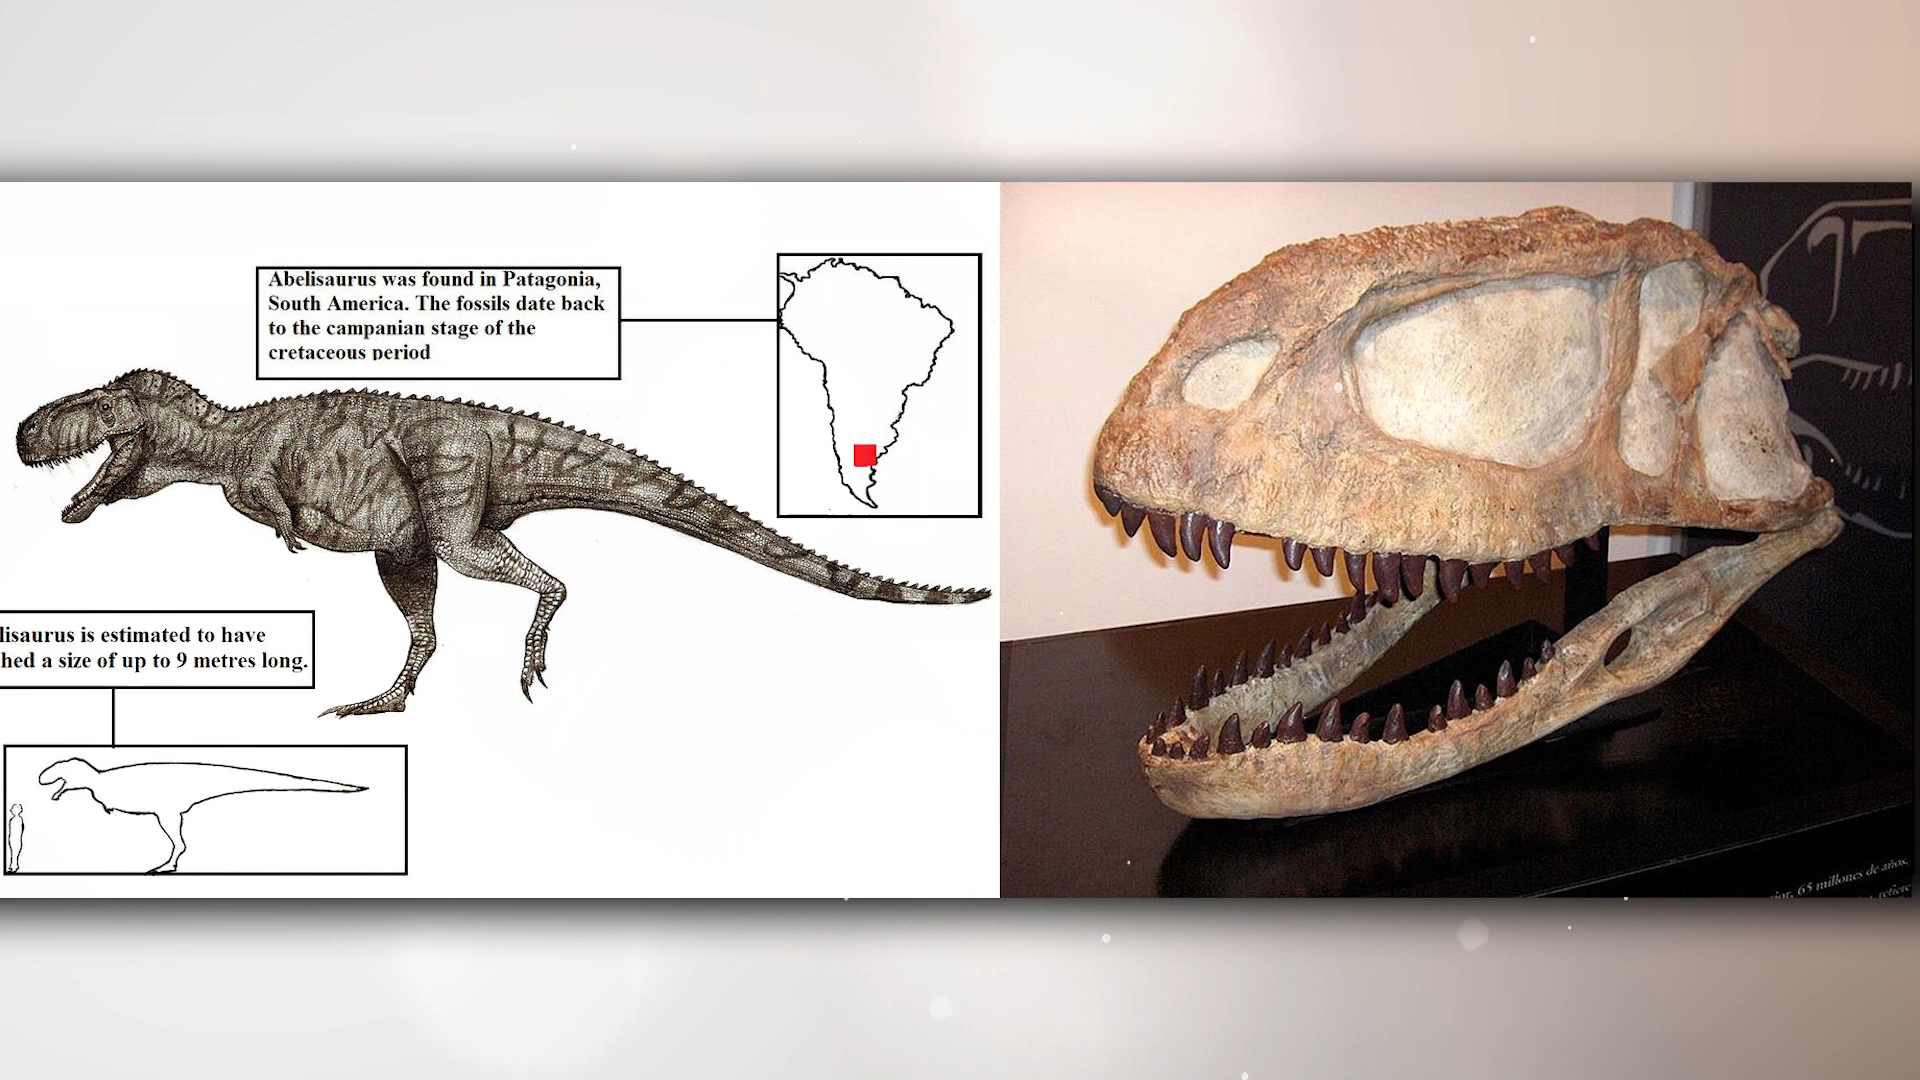 Abelisaurus was found in Patagonia,
South America. The fossils date back
to the campanian stage of the
cretaceous period
lisaurus is estimated to have
hed a size of up to 9 metres long.
65 millones de años,